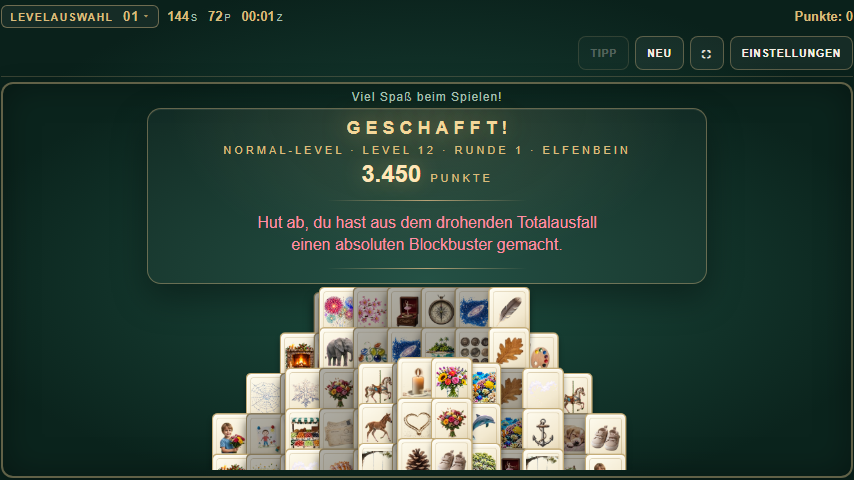 LEVELAUSWAHL 01 144S 72P 00:01Z Punkte: 0
TIPP NEU EINSTELLUNGEN
Viel Spaß beim Spielen!
GESCHAFFT!
NORMAL-LEVEL · LEVEL 12 · RUNDE 1 · ELFENBEIN
3.450 PUNKTE
Hut ab, du hast aus dem drohenden Totalausfall
einen absoluten Blockbuster gemacht.